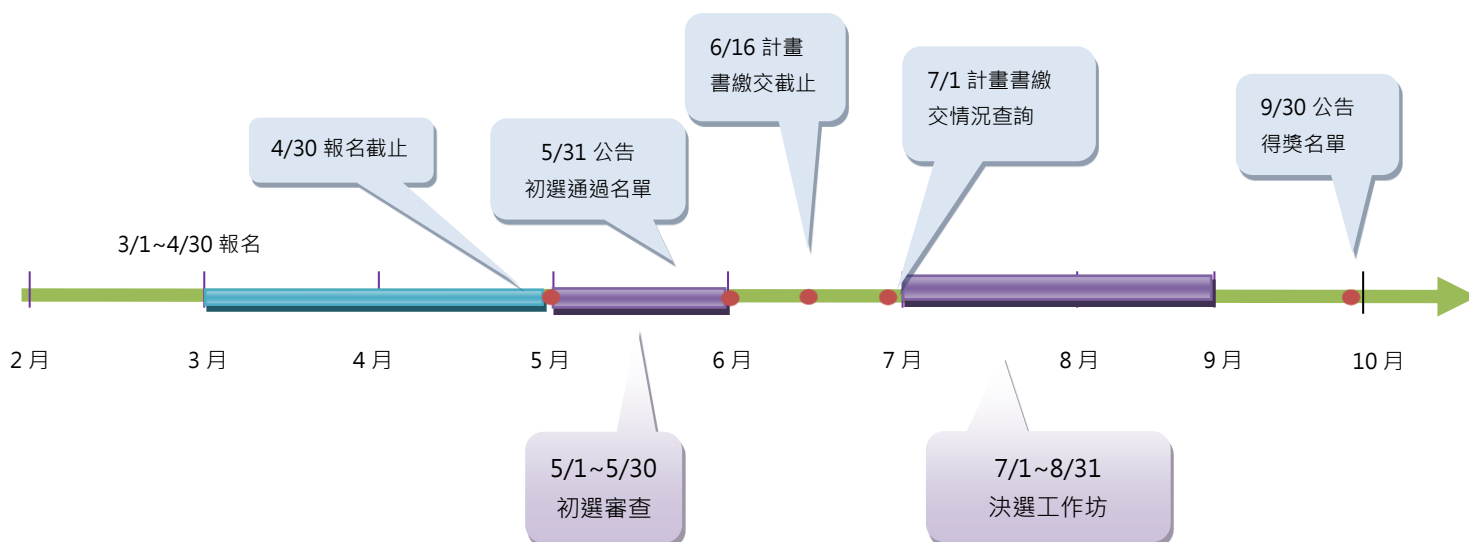 6/16 計畫
書繳交截止
7/1 計畫書繳
交情況查詢
9/30 公告
得獎名單
4/30 報名截止
5/31 公告
初選通過名單
3/1~4/30 報名
2 月
3 月
4 月
5 月
6 月
7 月
8 月
9 月
10 月
5/1~5/30
初選審查
7/1~8/31
決選工作坊